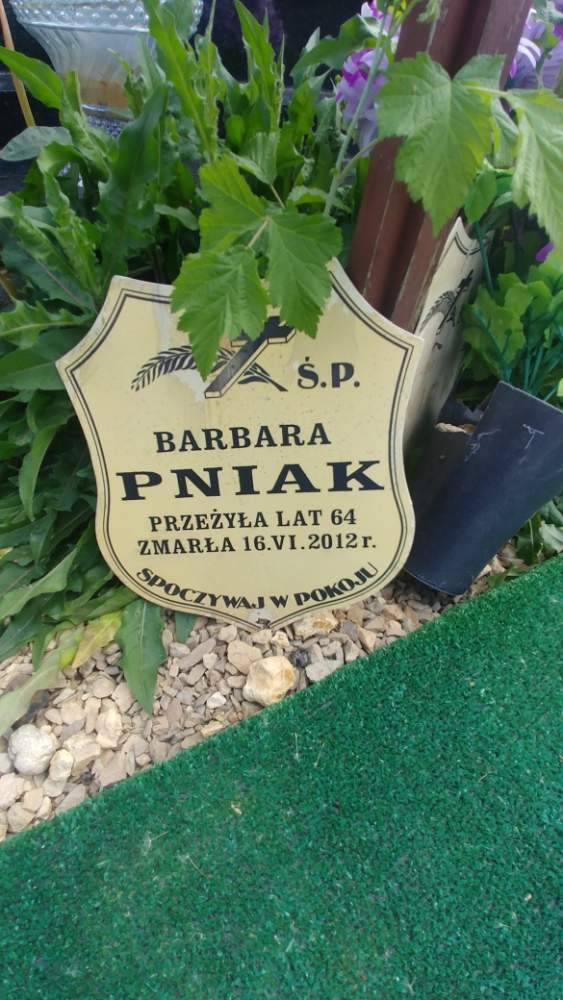 Ś.P.
BARBARA
PNIAK
PRZEŻYŁA LAT 64
ZMARŁA 16.VI.2012 r.
SPOCZYWAJ W POKOJU